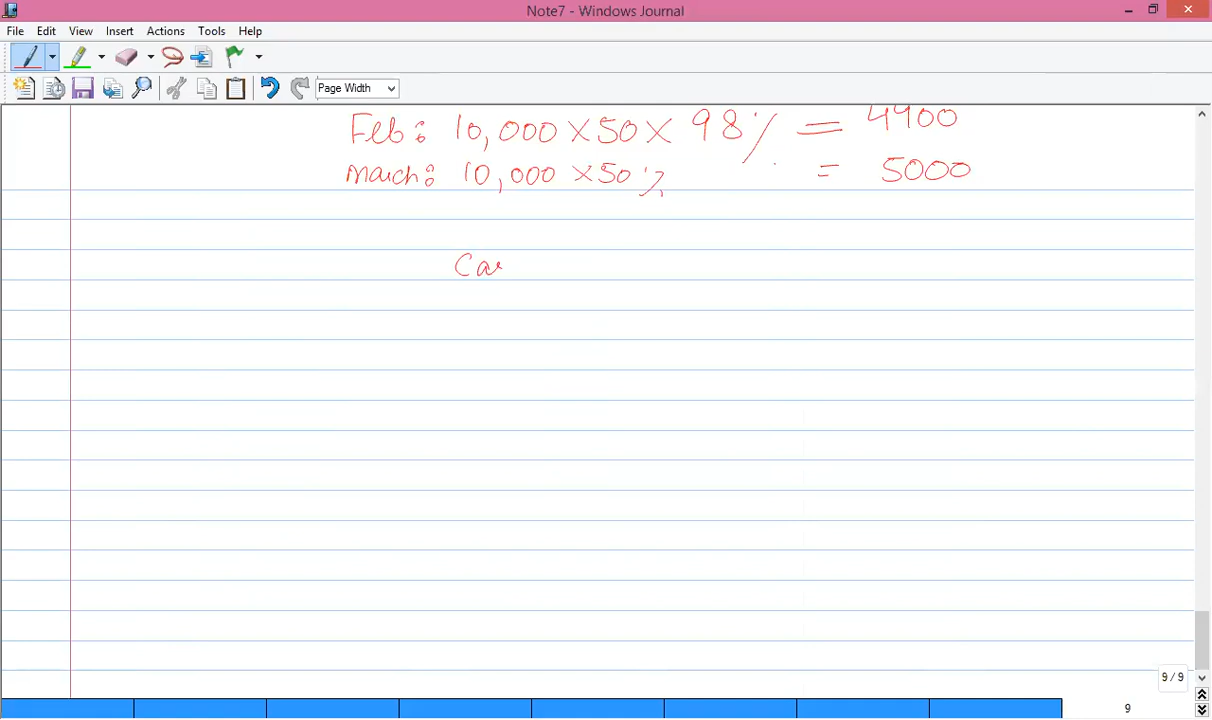 Note7 - Windows Journal
File Edit View Insert Actions Tools Help
Page Width
Feb: 10,000 × 50 × 98% = 4900
March: 10,000 × 50% = 5000
Cas
9 / 9
9